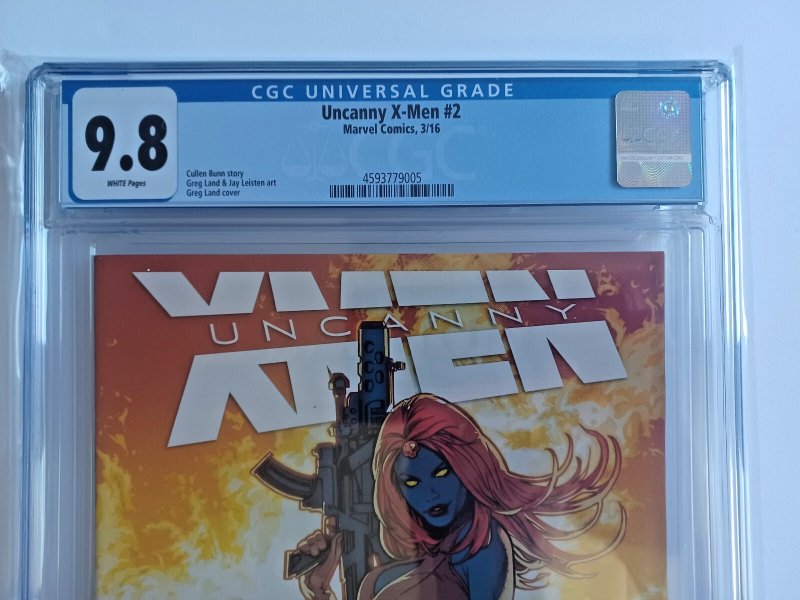 CGC UNIVERSAL GRADE
9.8
WHITE Pages
Uncanny X-Men #2
Marvel Comics, 3/16
Cullen Bunn story
Greg Land & Jay Leisten art
Greg Land cover
4593779005
CGC
X-MEN
UNCANNY